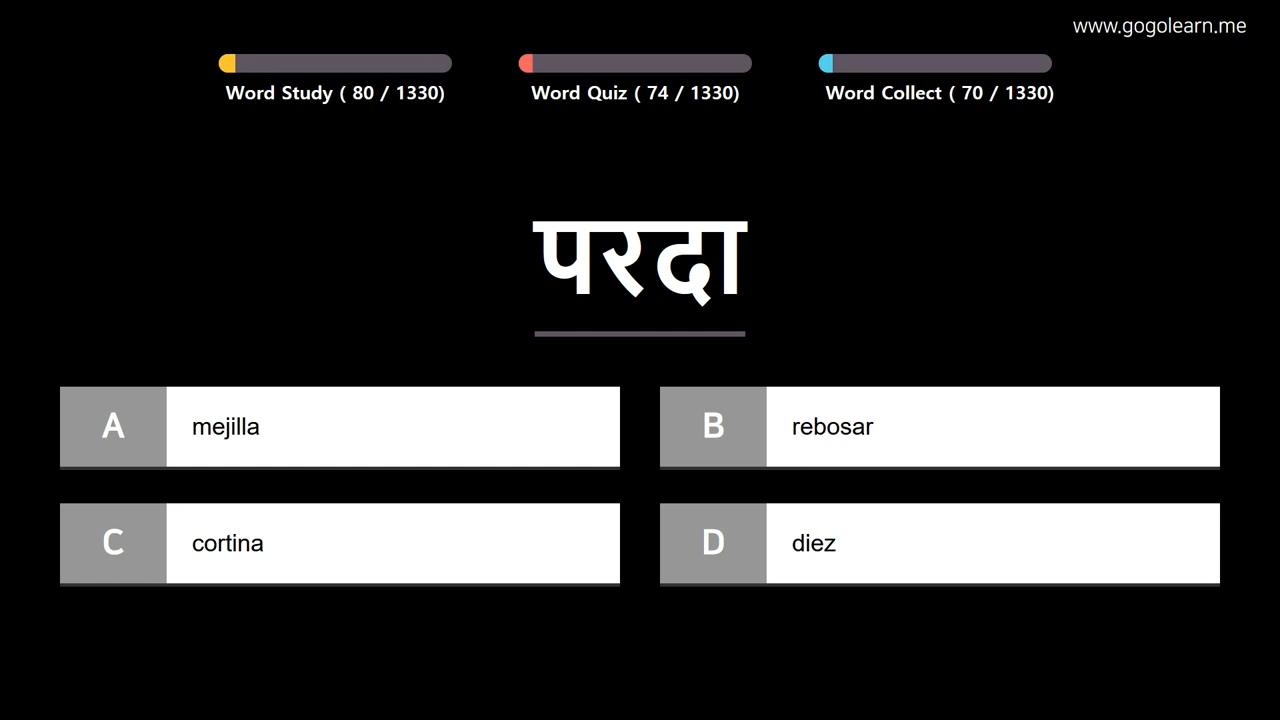 www.gogolearn.me
Word Study ( 80 / 1330)
Word Quiz ( 74 / 1330)
Word Collect ( 70 / 1330)
परदा
A mejilla
B rebosar
C cortina
D diez